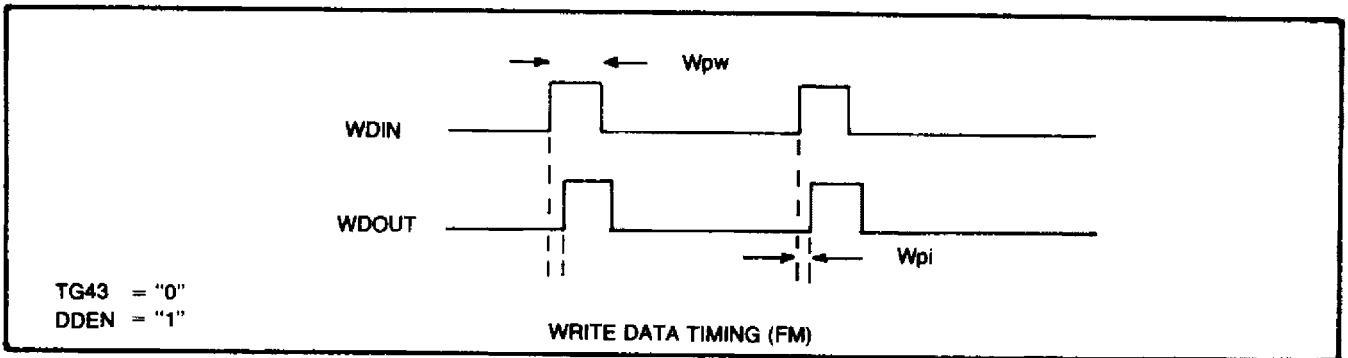 Wpw
WDIN
WDOUT
Wpi
TG43 = "0"
DDEN = "1"
WRITE DATA TIMING (FM)